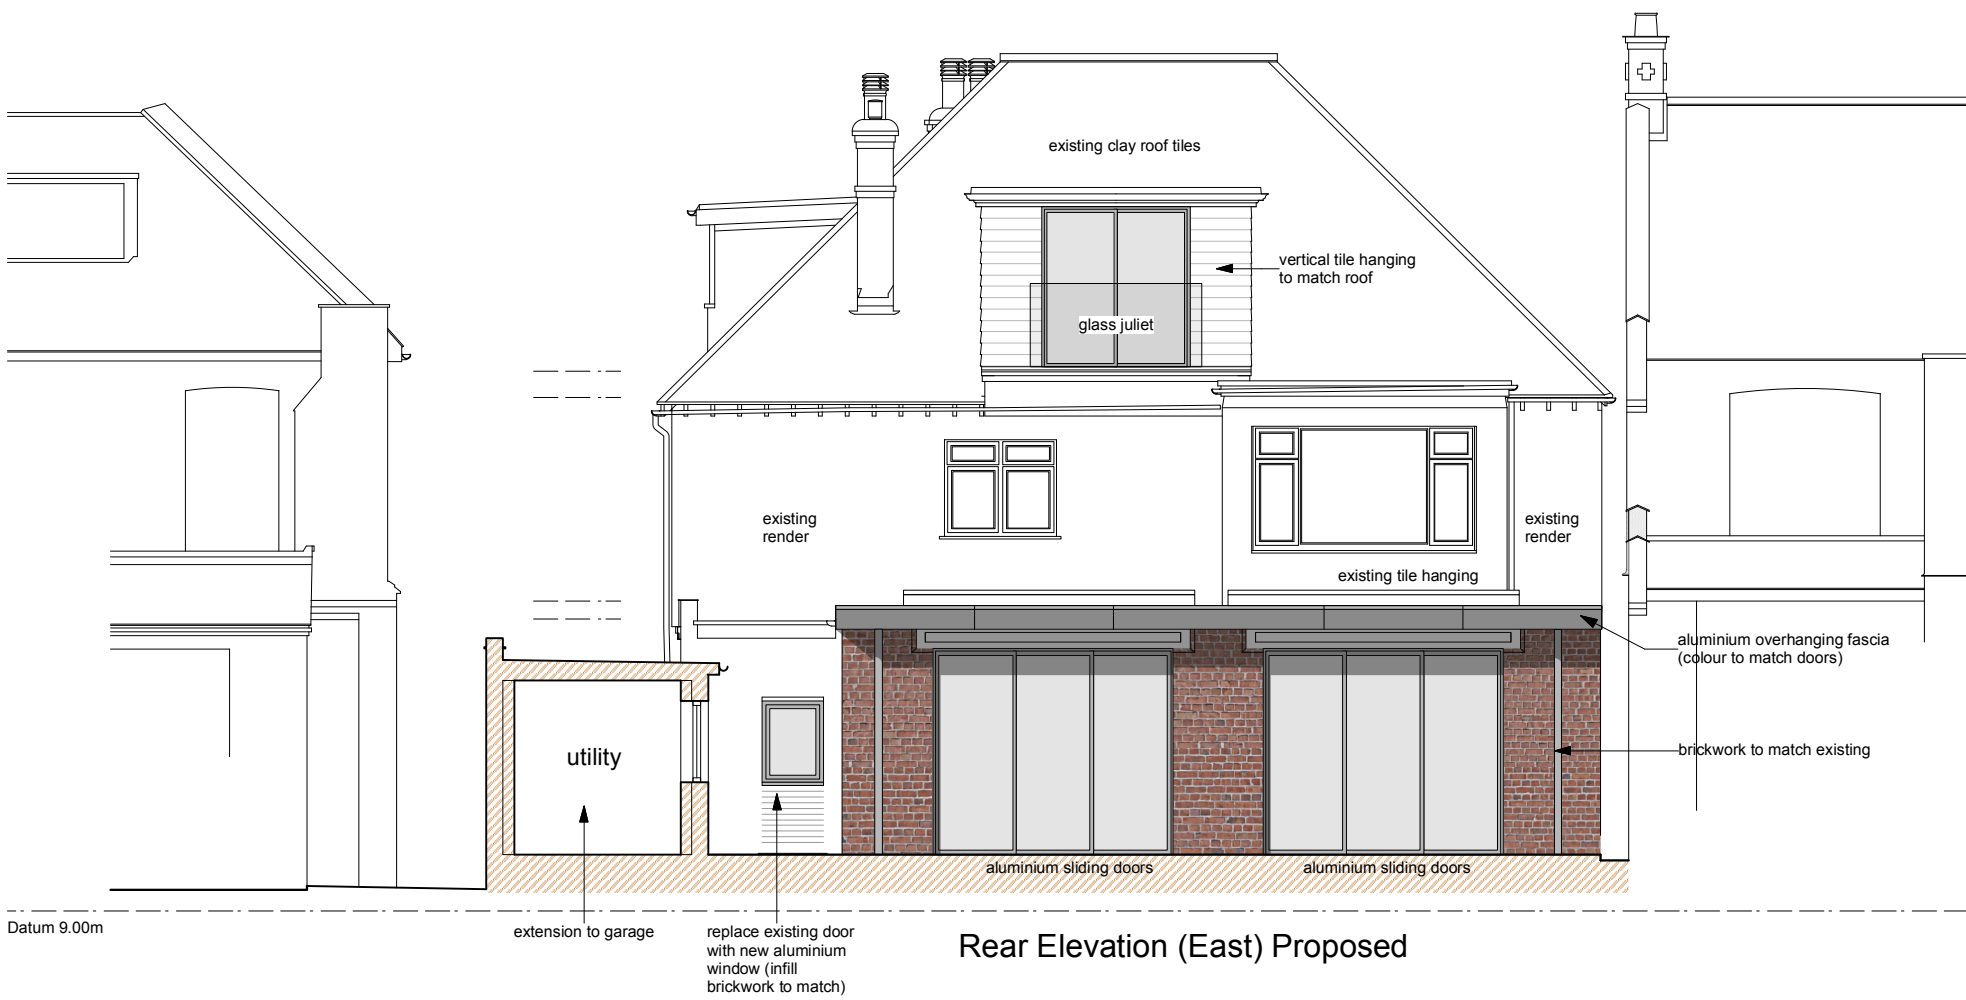 existing clay roof tiles
vertical tile hanging
to match roof
glass juliet
existing
render
existing
render
existing tile hanging
aluminium overhanging fascia
(colour to match doors)
utility
brickwork to match existing
aluminium sliding doors
aluminium sliding doors
Datum 9.00m
extension to garage
replace existing door
with new aluminium
window (infill
brickwork to match)
Rear Elevation (East) Proposed